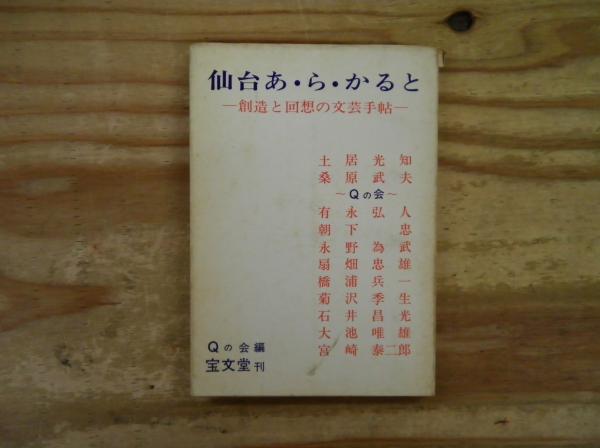 仙台あ・ら・かると
—創造と回想の文芸手帖—
土居光知
桑原武夫
～Qの会～
有永弘人
朝下忠
永野為武
扇畑忠雄
橋浦兵一
菊沢季生
石井昌光
大池唯雄
宮崎泰二郎
Qの会編
宝文堂刊